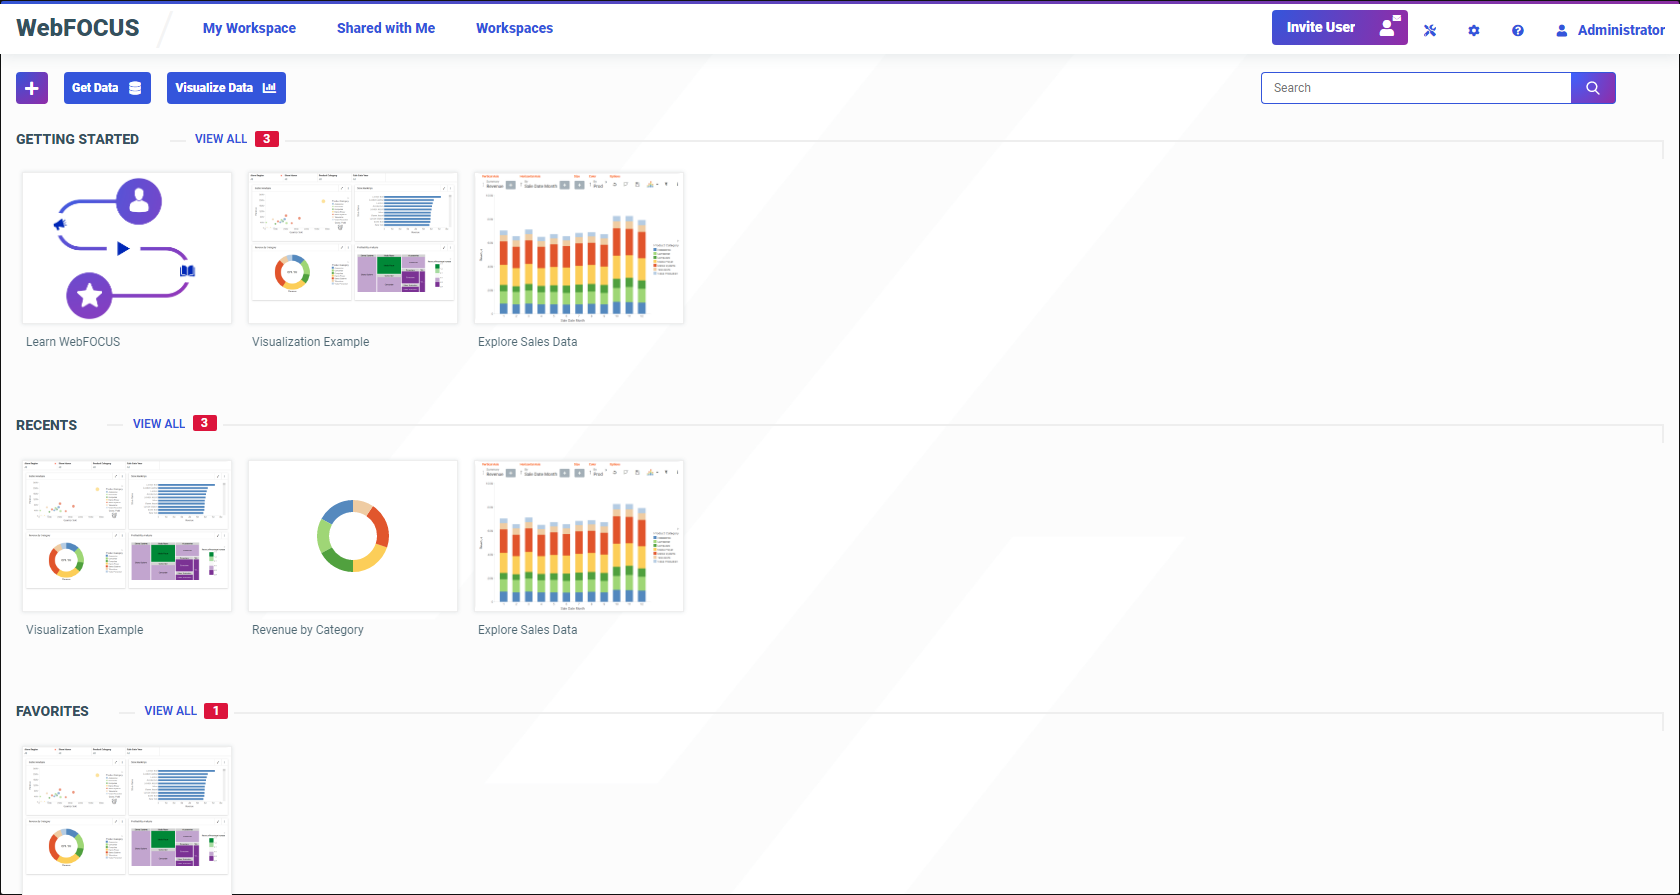 WebFOCUS
My Workspace
Shared with Me
Workspaces
Invite User
Administrator
Get Data
Visualize Data
Search
GETTING STARTED
VIEW ALL 3
Learn WebFOCUS
Visualization Example
Explore Sales Data
RECENTS
VIEW ALL 3
Visualization Example
Revenue by Category
Explore Sales Data
FAVORITES
VIEW ALL 1